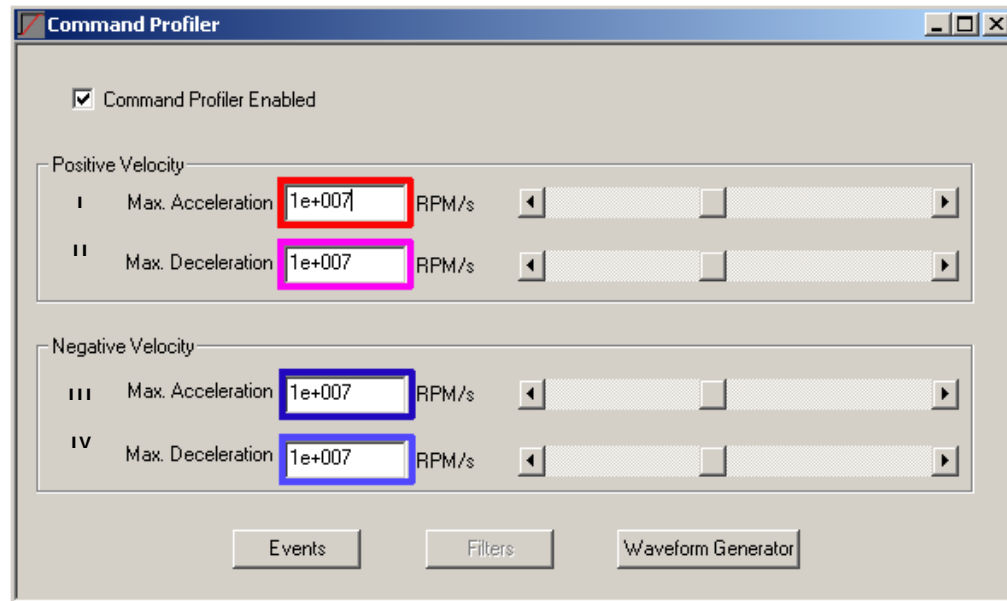 Command Profiler
Command Profiler Enabled
Positive Velocity
I Max. Acceleration 1e+007 RPM/s
II Max. Deceleration 1e+007 RPM/s
Negative Velocity
III Max. Acceleration 1e+007 RPM/s
IV Max. Deceleration 1e+007 RPM/s
Events Filters Waveform Generator